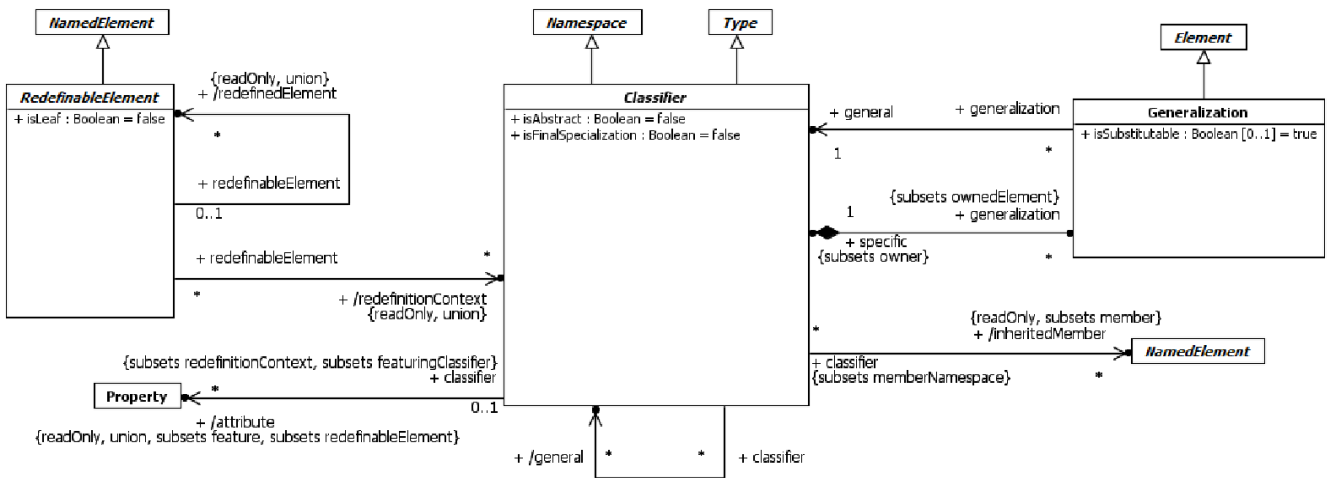 NamedElement
Namespace
Type
Element
RedefinableElement
+ isLeaf : Boolean = false
{readOnly, union}
+ /redefinedElement
*
+ redefinableElement
0..1
+ redefinableElement
*
*
+ /redefinitionContext
{readOnly, union}
Classifier
+ isAbstract : Boolean = false
+ isFinalSpecialization : Boolean = false
+ general
1
+ generalization
*
Generalization
+ isSubstitutable : Boolean [0..1] = true
{subsets ownedElement}
1
+ generalization
+ specific
{subsets owner}
*
{readOnly, subsets member}
+ /inheritedMember
*
+ classifier
{subsets memberNamespace}
*
NamedElement
{subsets redefinitionContext, subsets featuringClassifier}
+ classifier
0..1
*
Property
+ /attribute
{readOnly, union, subsets feature, subsets redefinableElement}
+ /general
*
*
+ classifier